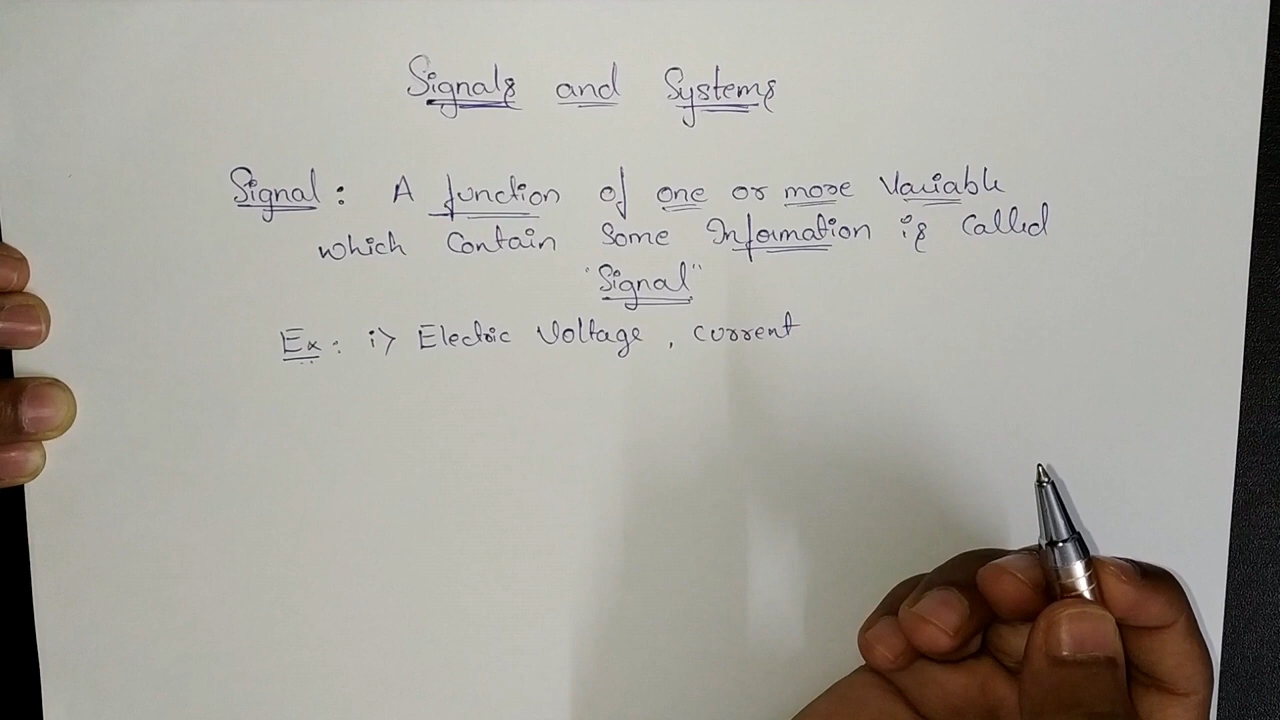 Signals and Systems
Signal: A function of one or more Variable
which Contain Some Information is Called
"Signal"
Ex: i> Electric Voltage, current